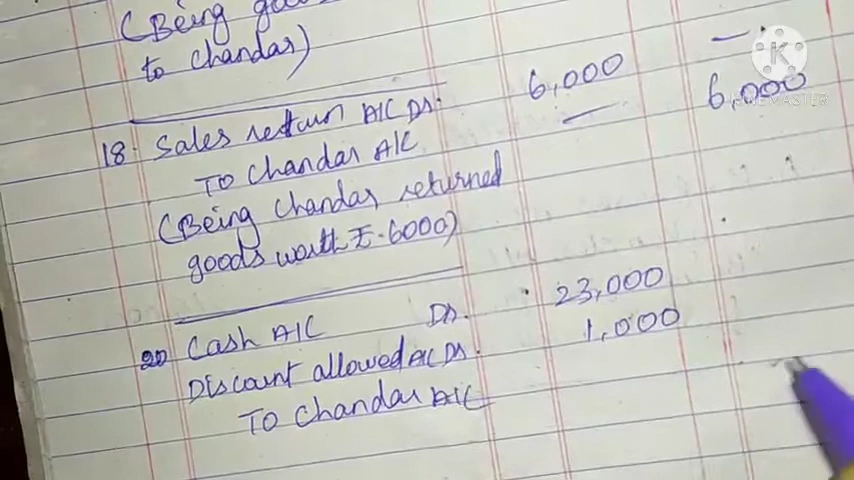 (Being
to Chandar)
18. Sales return A/C Dr. 6,000
To Chandar A/C 6,000
(Being Chandar returned
goods worth ₹.6000)
20 Cash A/C Dr. 23,000
Discount allowed A/C Dr. 1,000
To Chandar A/C
KINEMASTER